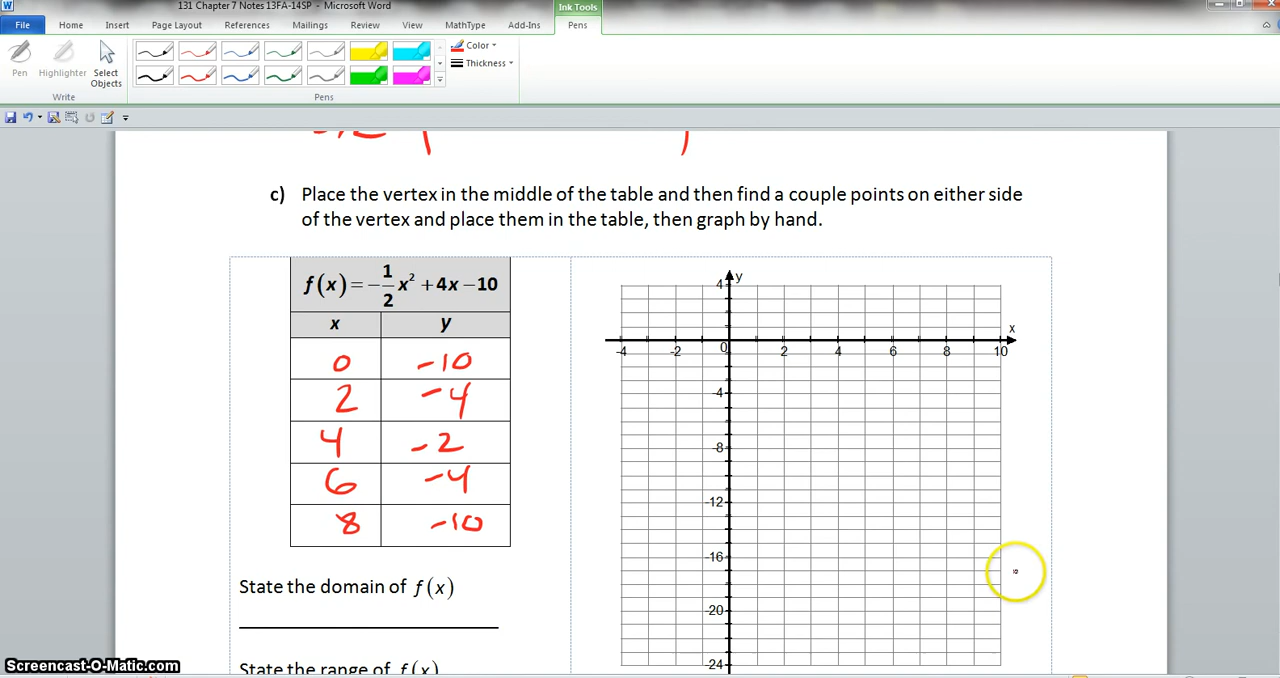 131 Chapter 7 Notes 13FA-14SP - Microsoft Word
Ink Tools
File Home Insert Page Layout References Mailings Review View MathType Add-Ins Pens
Pen Highlighter Select Objects
Color
Thickness
Write Pens
c) Place the vertex in the middle of the table and then find a couple points on either side
of the vertex and place them in the table, then graph by hand.
f(x) = -1/2 x² + 4x - 10
x y
0 -10
2 -4
4 -2
6 -4
8 -10
State the domain of f(x)
State the range of f(x)
y
4
x
-4 -2 0 2 4 6 8 10
-4
-8
-12
-16
-20
-24
Screencast-O-Matic.com